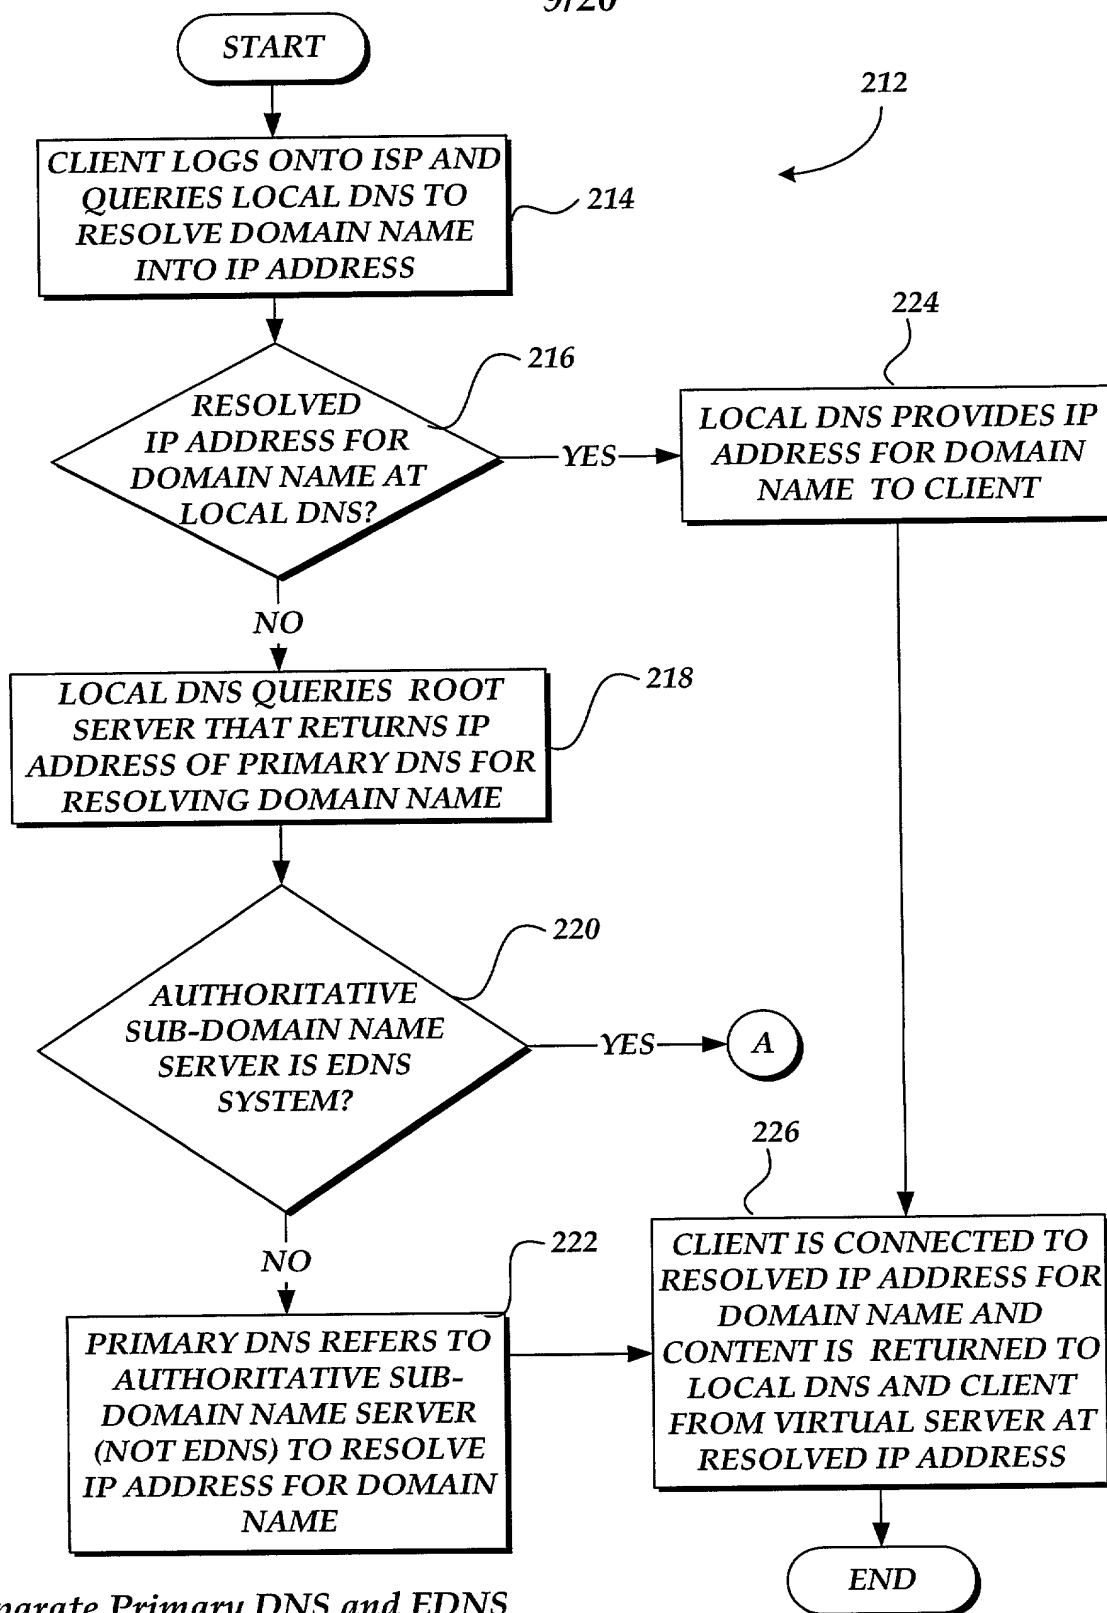 9/20
START
212
CLIENT LOGS ONTO ISP AND
QUERIES LOCAL DNS TO
RESOLVE DOMAIN NAME
INTO IP ADDRESS
214
216
RESOLVED
IP ADDRESS FOR
DOMAIN NAME AT
LOCAL DNS?
YES
224
LOCAL DNS PROVIDES IP
ADDRESS FOR DOMAIN
NAME TO CLIENT
NO
LOCAL DNS QUERIES ROOT
SERVER THAT RETURNS IP
ADDRESS OF PRIMARY DNS FOR
RESOLVING DOMAIN NAME
218
220
AUTHORITATIVE
SUB-DOMAIN NAME
SERVER IS EDNS
SYSTEM?
YES
A
NO
222
PRIMARY DNS REFERS TO
AUTHORITATIVE SUB-
DOMAIN NAME SERVER
(NOT EDNS) TO RESOLVE
IP ADDRESS FOR DOMAIN
NAME
226
CLIENT IS CONNECTED TO
RESOLVED IP ADDRESS FOR
DOMAIN NAME AND
CONTENT IS RETURNED TO
LOCAL DNS AND CLIENT
FROM VIRTUAL SERVER AT
RESOLVED IP ADDRESS
END
Primary DNS and EDNS